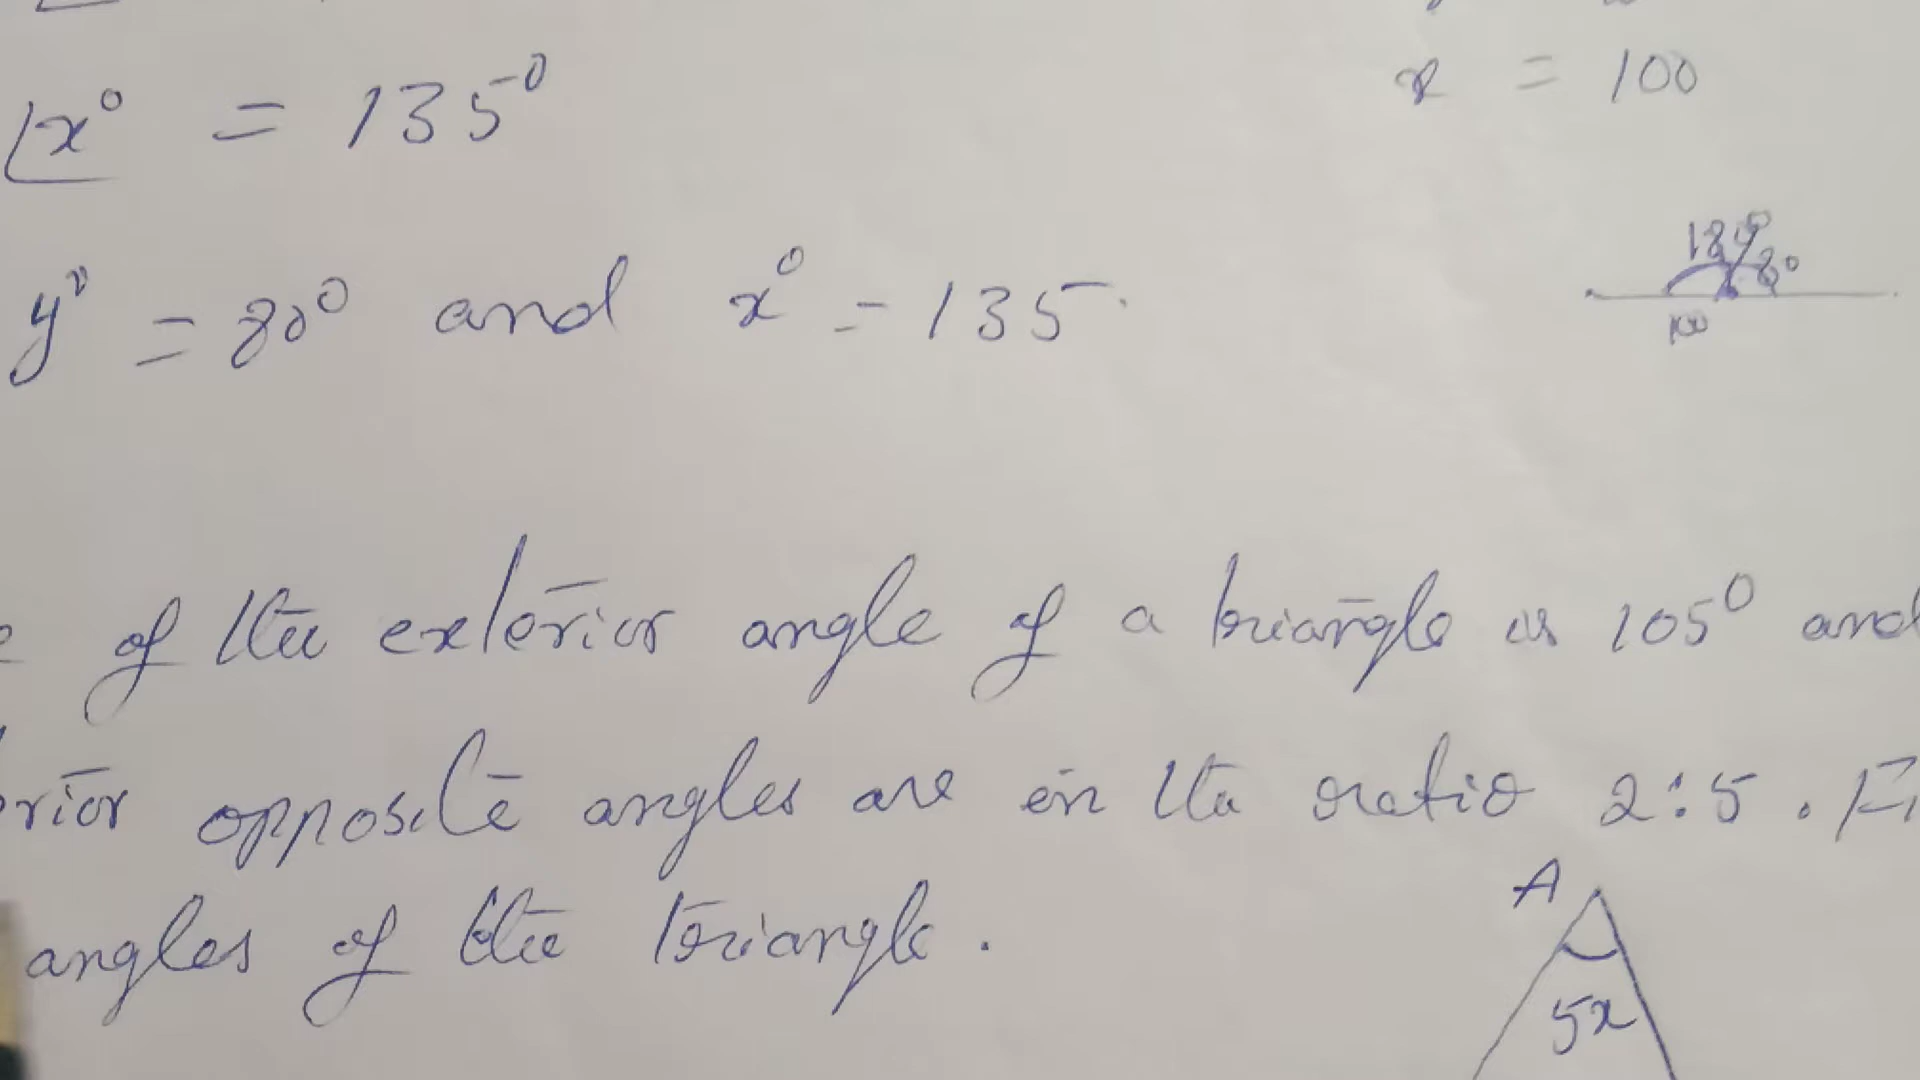 x° = 135°
x = 100
y° = 80° and x° = 135
180
80
100
of the exterior angle of a triangle is 105° and
rior opposite angles are in the ratio 2:5. Fi
angles of the triangle.
A
5x